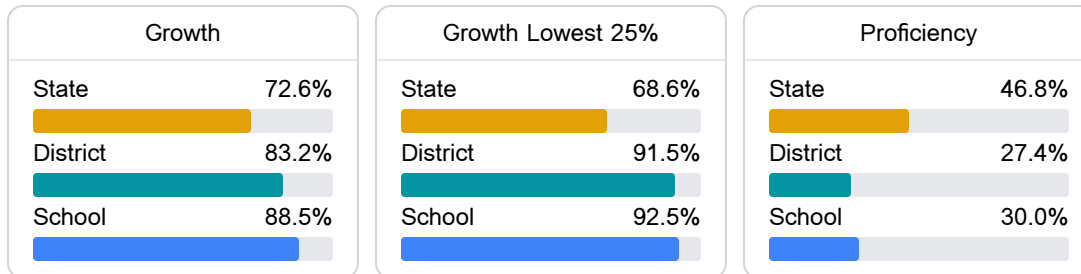 Growth
State 72.6%
District 83.2%
School 88.5%
Growth Lowest 25%
State 68.6%
District 91.5%
School 92.5%
Proficiency
State 46.8%
District 27.4%
School 30.0%